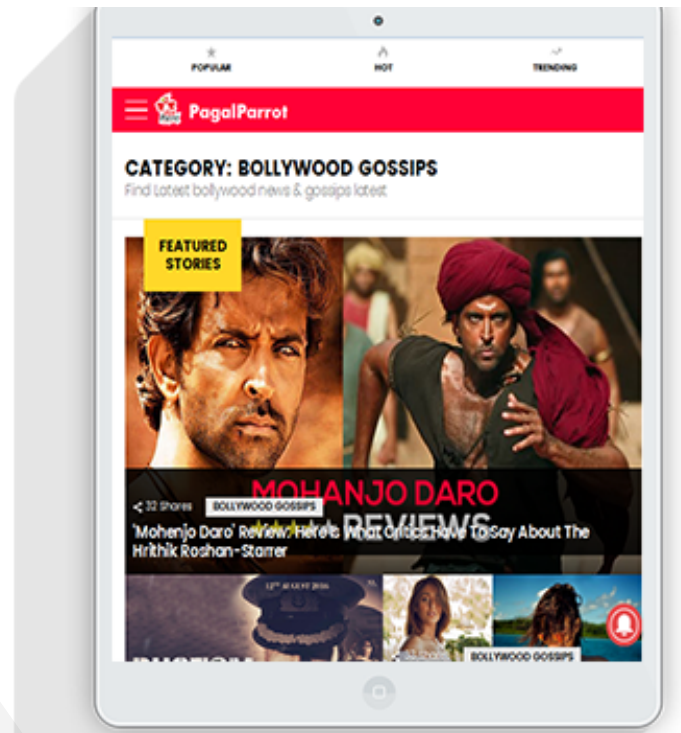 POPULAR
HOT
TRENDING
PagalParrot
CATEGORY: BOLLYWOOD GOSSIPS
Find Latest bollywood news & gossips latest
FEATURED
STORIES
MOHANJO DARO
REVIEWS
32 Shares
BOLLYWOOD GOSSIPS
'Mohenjo Daro' Review: Here Is What Critics Have To Say About The
Hrithik Roshan-Starrer
12TH AUGUST 2016
Shares
BOLLYWOOD GOSSIPS